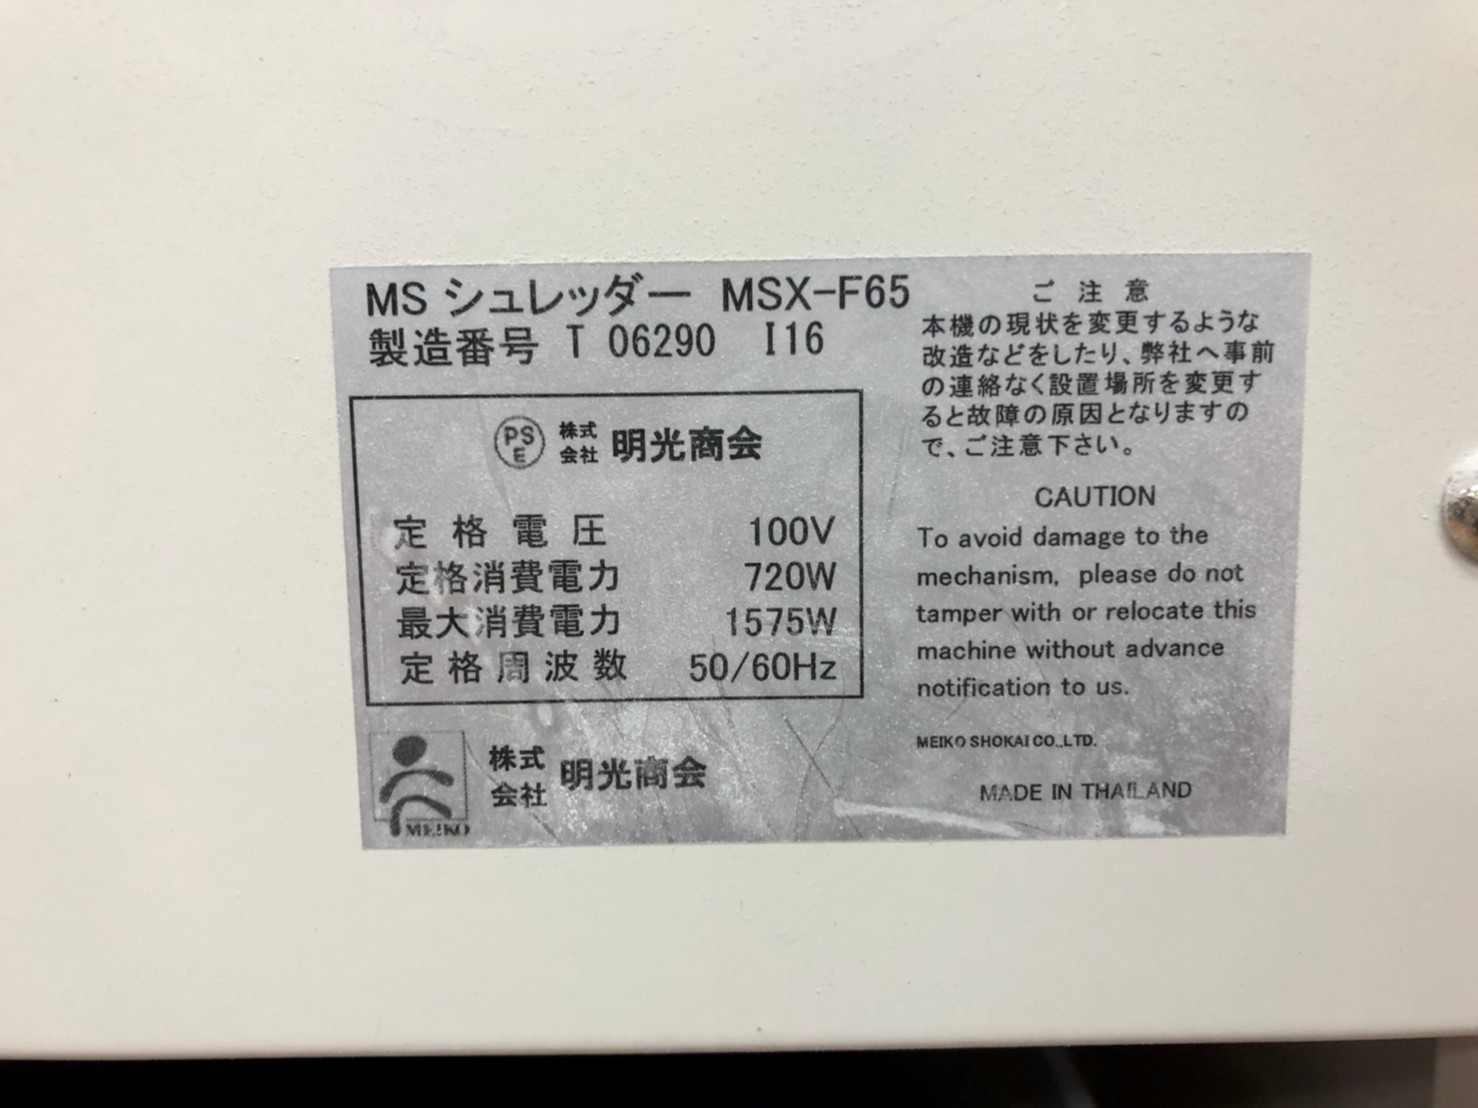 MS シュレッダー MSX-F65
製造番号 T 06290 I16
PS E 株式会社 明光商会
定格電圧 100V
定格消費電力 720W
最大消費電力 1575W
定格周波数 50/60Hz
MEIKO
株式会社 明光商会
ご注意
本機の現状を変更するような
改造などをしたり、弊社へ事前
の連絡なく設置場所を変更す
ると故障の原因となりますの
で、ご注意下さい。
CAUTION
To avoid damage to the
mechanism, please do not
tamper with or relocate this
machine without advance
notification to us.
MEIKO SHOKAI CO.,LTD.
MADE IN THAILAND